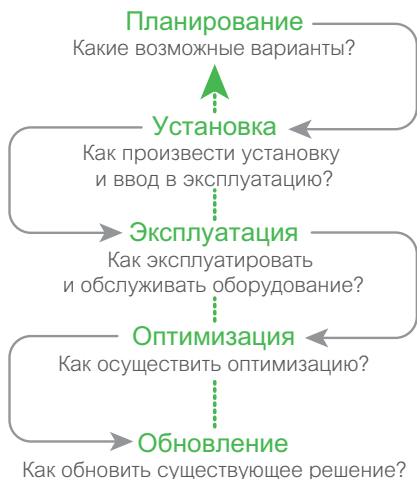 Планирование
Какие возможные варианты?
Установка
Как произвести установку
и ввод в эксплуатацию?
Эксплуатация
Как эксплуатировать
и обслуживать оборудование?
Оптимизация
Как осуществить оптимизацию?
Обновление
Как обновить существующее решение?